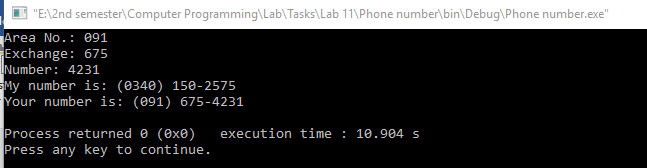 "E:\2nd semester\Computer Programming\Lab\Tasks\Lab 11\Phone number\bin\Debug\Phone number.exe"
Area No.: 091
Exchange: 675
Number: 4231
My number is: (0340) 150-2575
Your number is: (091) 675-4231
Process returned 0 (0x0)   execution time : 10.904 s
Press any key to continue.